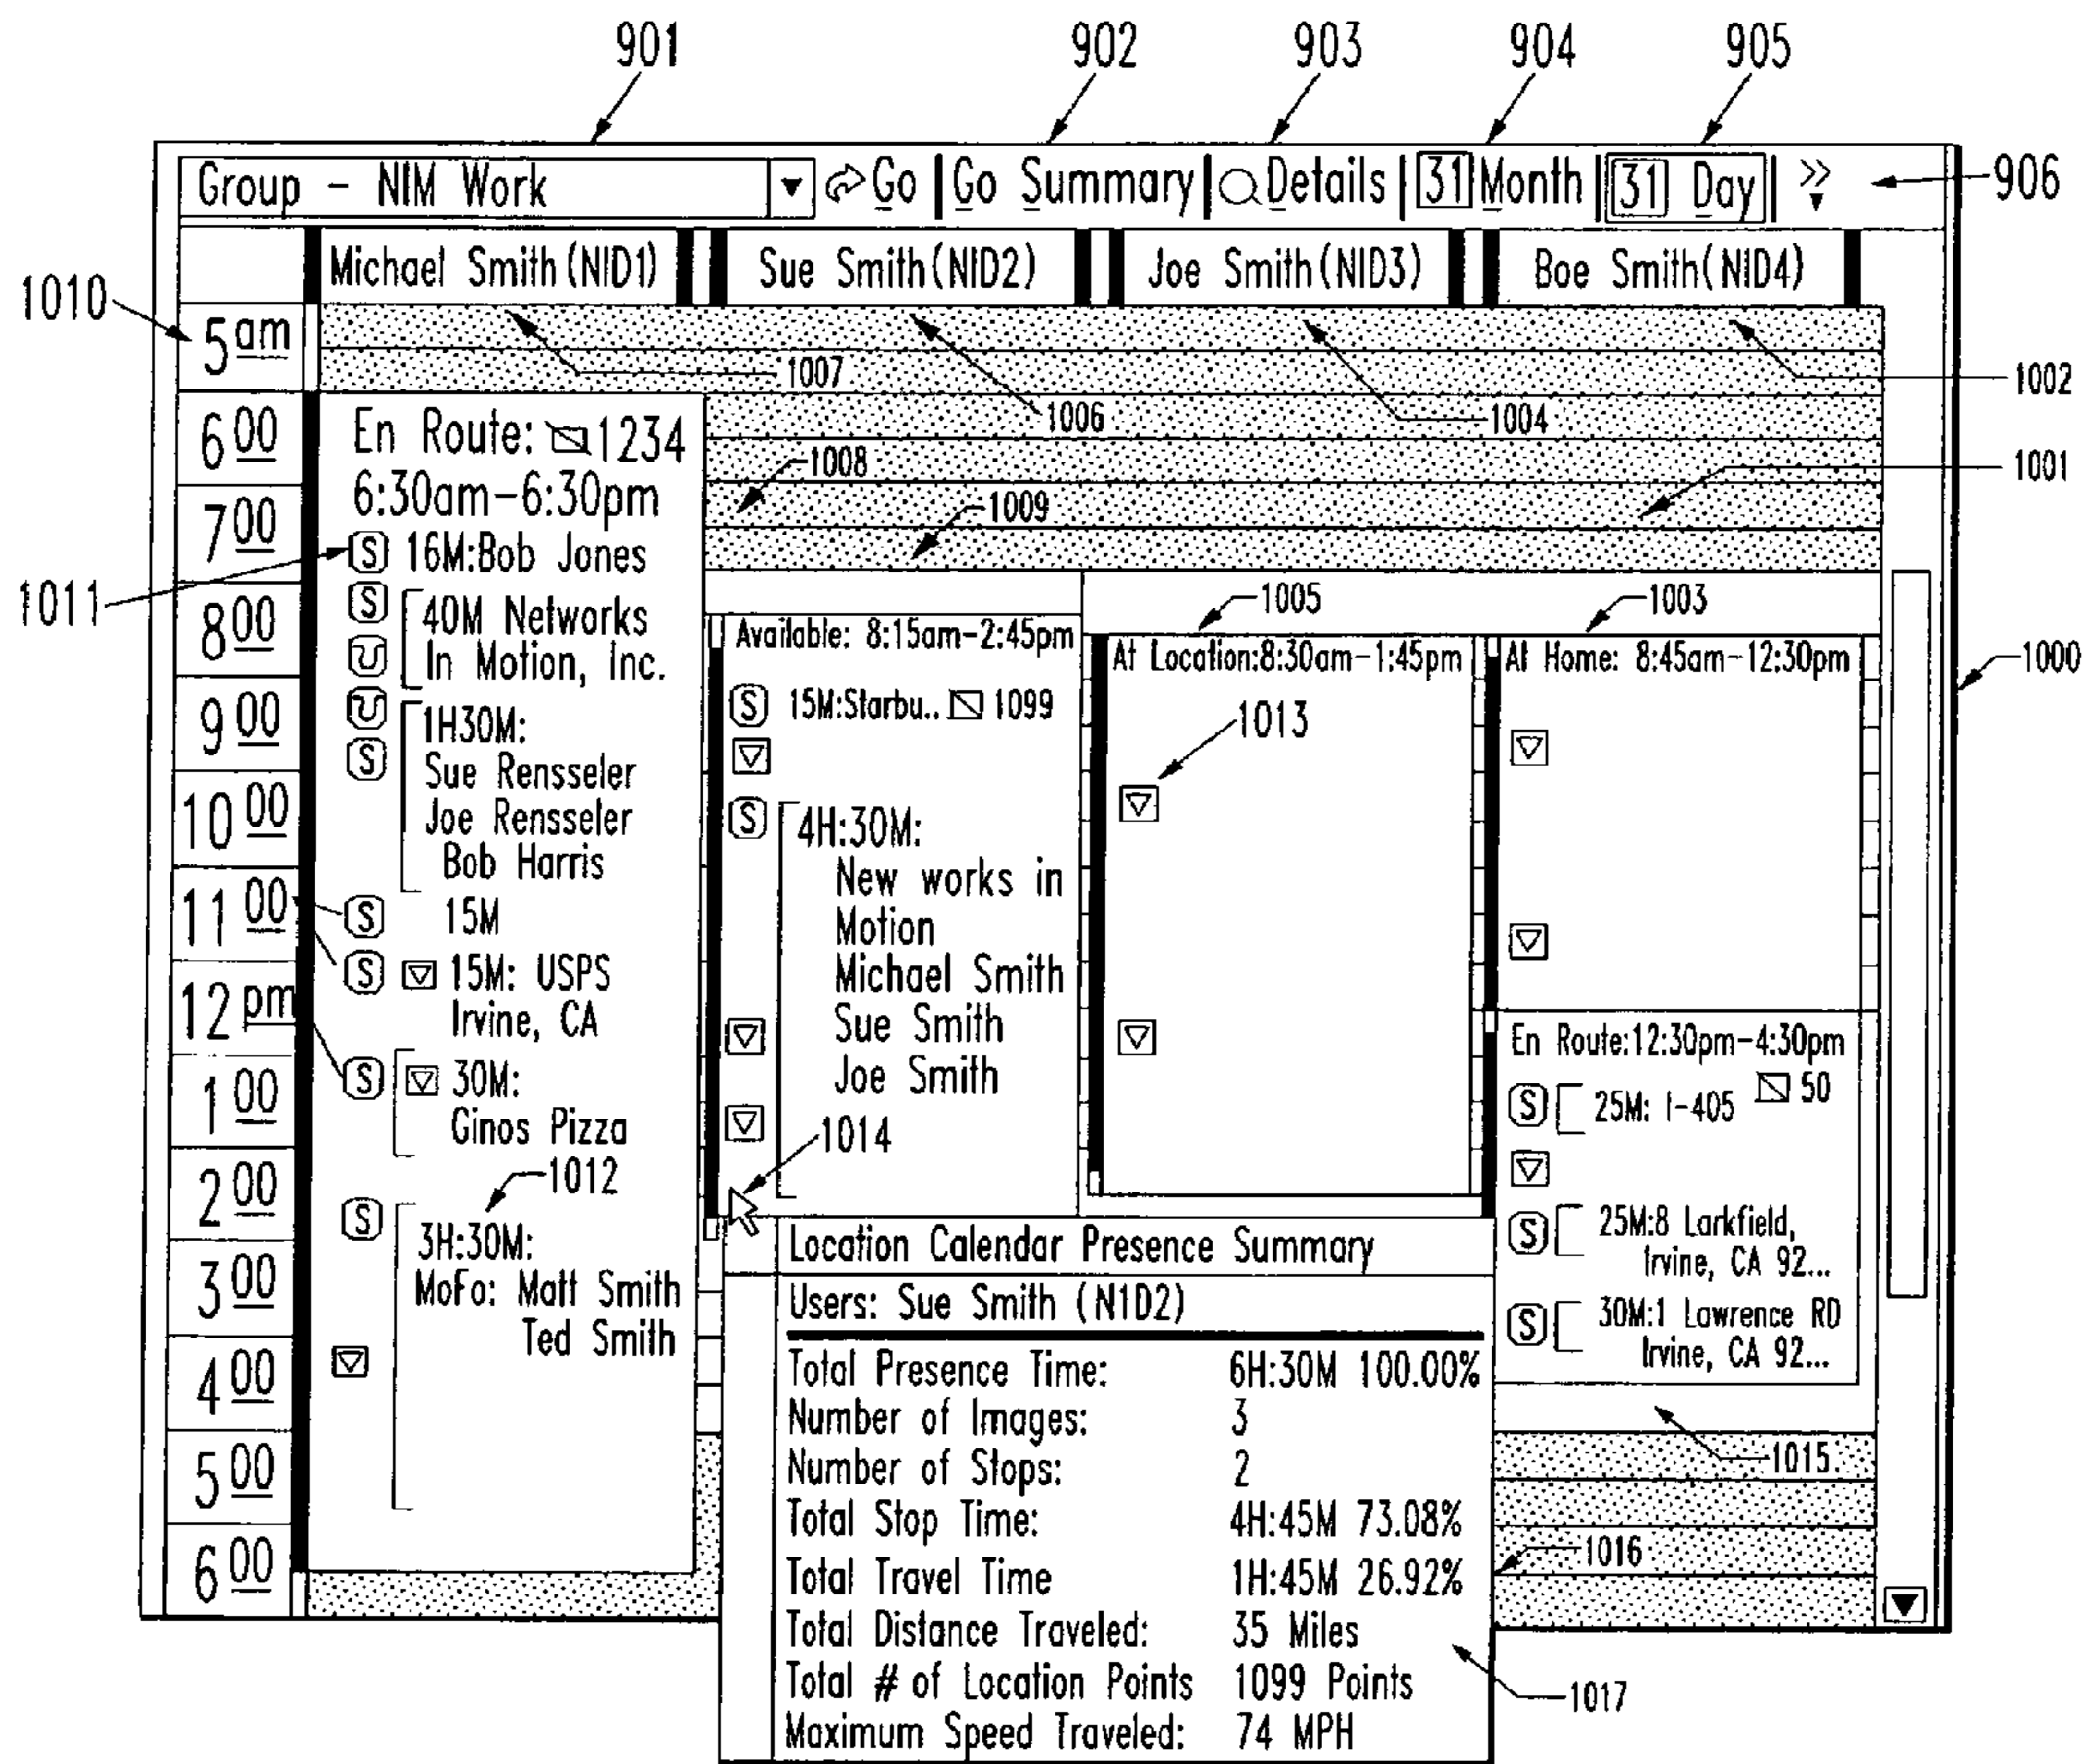 901 902 903 904 905
Group - NIM Work Go Go Summary Details 31 Month 31 Day >> 906
Michael Smith (NID1) Sue Smith (NID2) Joe Smith (NID3) Boe Smith (NID4)
1010
5 am
6 00
7 00
8 00
9 00
10 00
11 00
12 pm
1 00
2 00
3 00
4 00
5 00
6 00
1007
1006
1004
1002
1008
1009
1001
1011
1005
1003
1000
En Route: 1234
6:30am-6:30pm
S 16M:Bob Jones
S 40M Networks
In Motion, Inc.
1H30M:
S Sue Rensseler
Joe Rensseler
Bob Harris
S 15M
S 15M: USPS
Irvine, CA
S 30M:
Ginos Pizza
1012
S 3H:30M:
MoFo: Matt Smith
Ted Smith
Available: 8:15am-2:45pm
S 15M:Starbu.. 1099
S 4H:30M:
New works in
Motion
Michael Smith
Sue Smith
Joe Smith
1014
At Location:8:30am-1:45pm
1013
At Home: 8:45am-12:30pm
En Route:12:30pm-4:30pm
50
S 25M: I-405
S 25M:8 Larkfield,
Irvine, CA 92...
S 30M:1 Lawrence RD
Irvine, CA 92...
1015
1016
Location Calendar Presence Summary
Users: Sue Smith (N1D2)
Total Presence Time: 6H:30M 100.00%
Number of Images: 3
Number of Stops: 2
Total Stop Time: 4H:45M 73.08%
Total Travel Time 1H:45M 26.92%
Total Distance Traveled: 35 Miles
Total # of Location Points 1099 Points
Maximum Speed Traveled: 74 MPH
1017